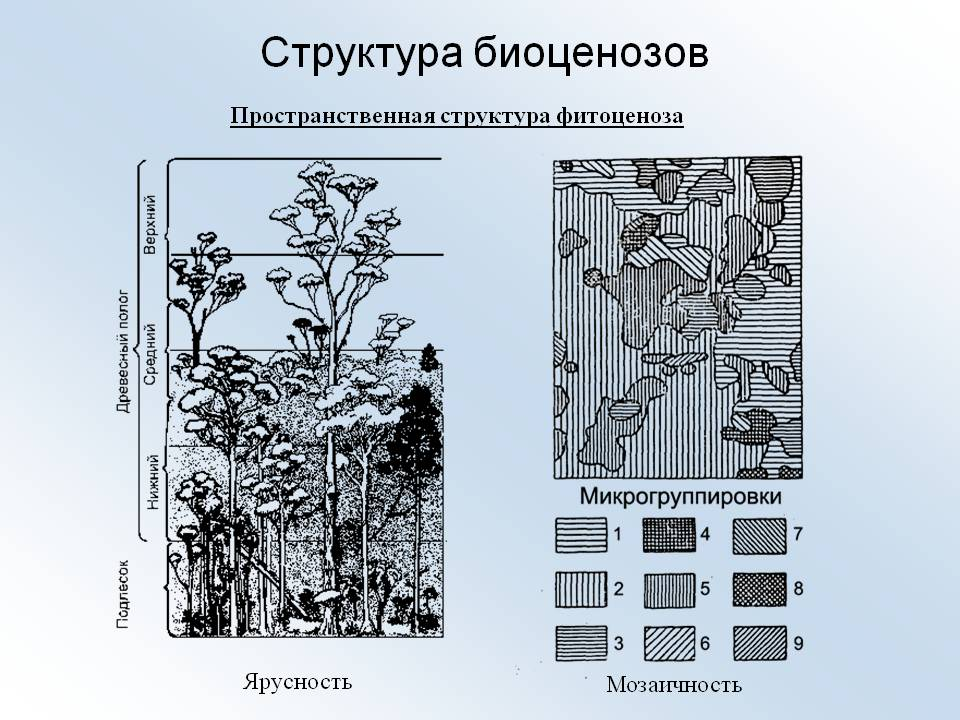 Структура биоценозов
Пространственная структура фитоценоза
Древесный полог
Верхний
Средний
Нижний
Подлесок
Ярусность
Микрогруппировки
1 4 7
2 5 8
3 6 9
Мозаичность